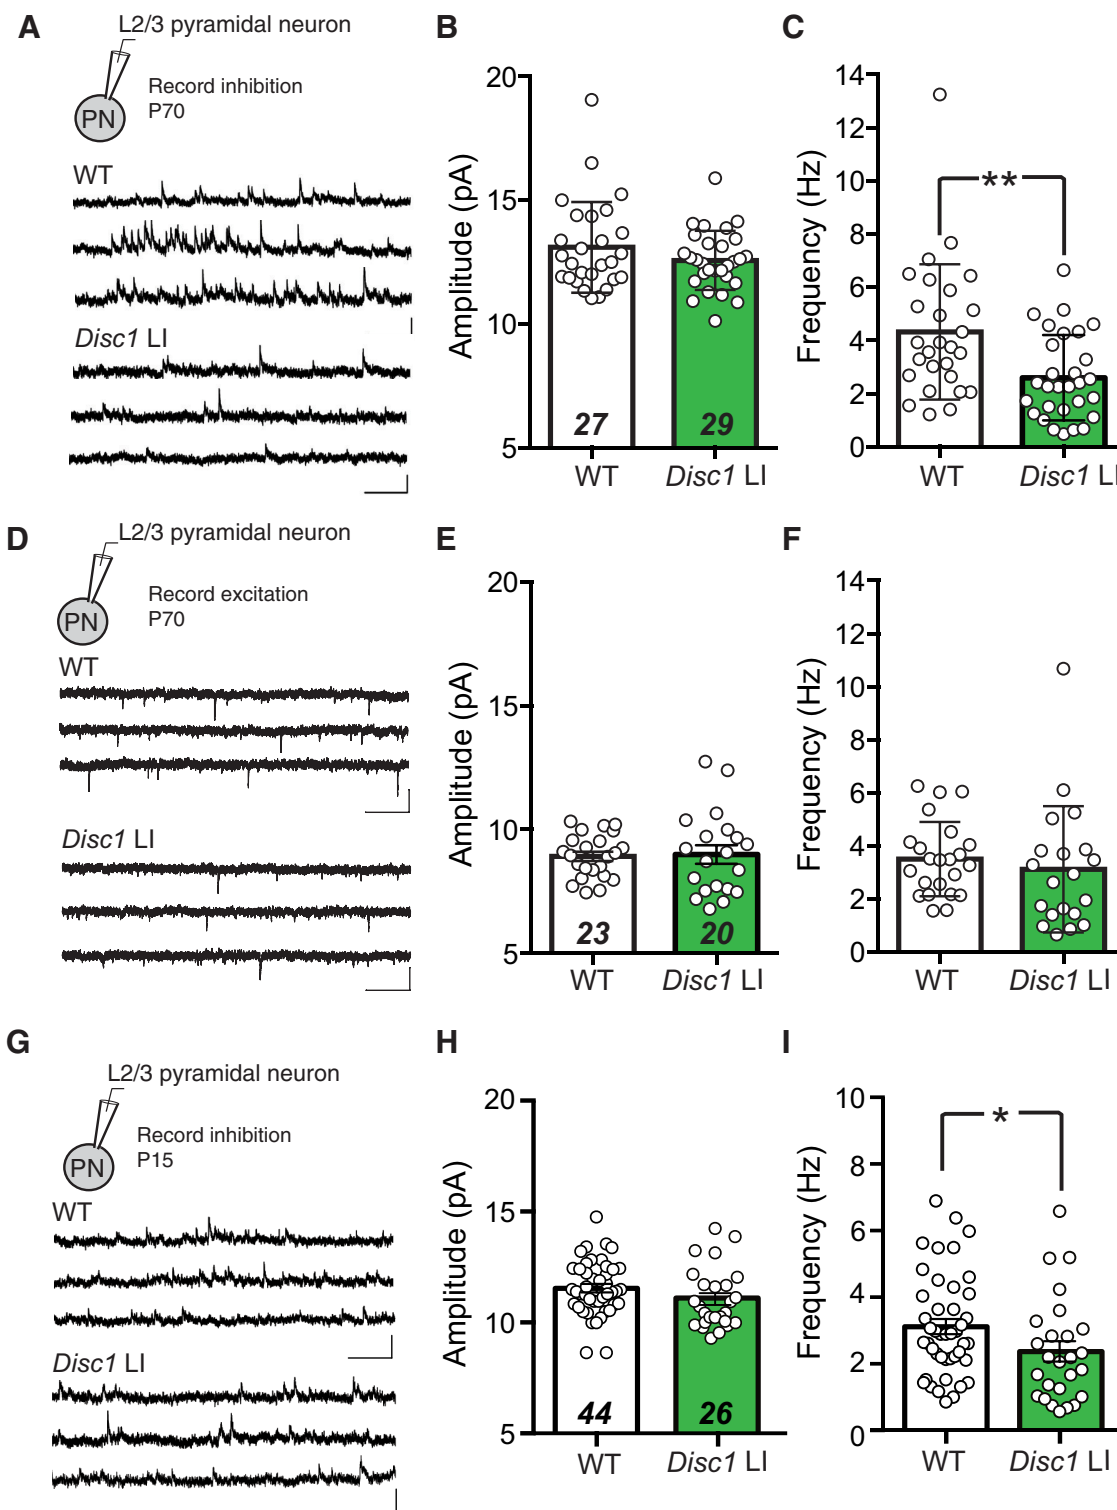 A
L2/3 pyramidal neuron
Record inhibition
P70
PN
WT
Disc1 LI
B
Amplitude (pA)
20
15
10
5
27
29
WT
Disc1 LI
C
Frequency (Hz)
14
12
10
8
6
4
2
0
**
WT
Disc1 LI
D
L2/3 pyramidal neuron
Record excitation
P70
PN
WT
Disc1 LI
E
Amplitude (pA)
20
15
10
5
23
20
WT
Disc1 LI
F
Frequency (Hz)
14
12
10
8
6
4
2
0
WT
Disc1 LI
G
L2/3 pyramidal neuron
Record inhibition
P15
PN
WT
Disc1 LI
H
Amplitude (pA)
20
15
10
5
44
26
WT
Disc1 LI
I
Frequency (Hz)
10
8
6
4
2
0
*
WT
Disc1 LI